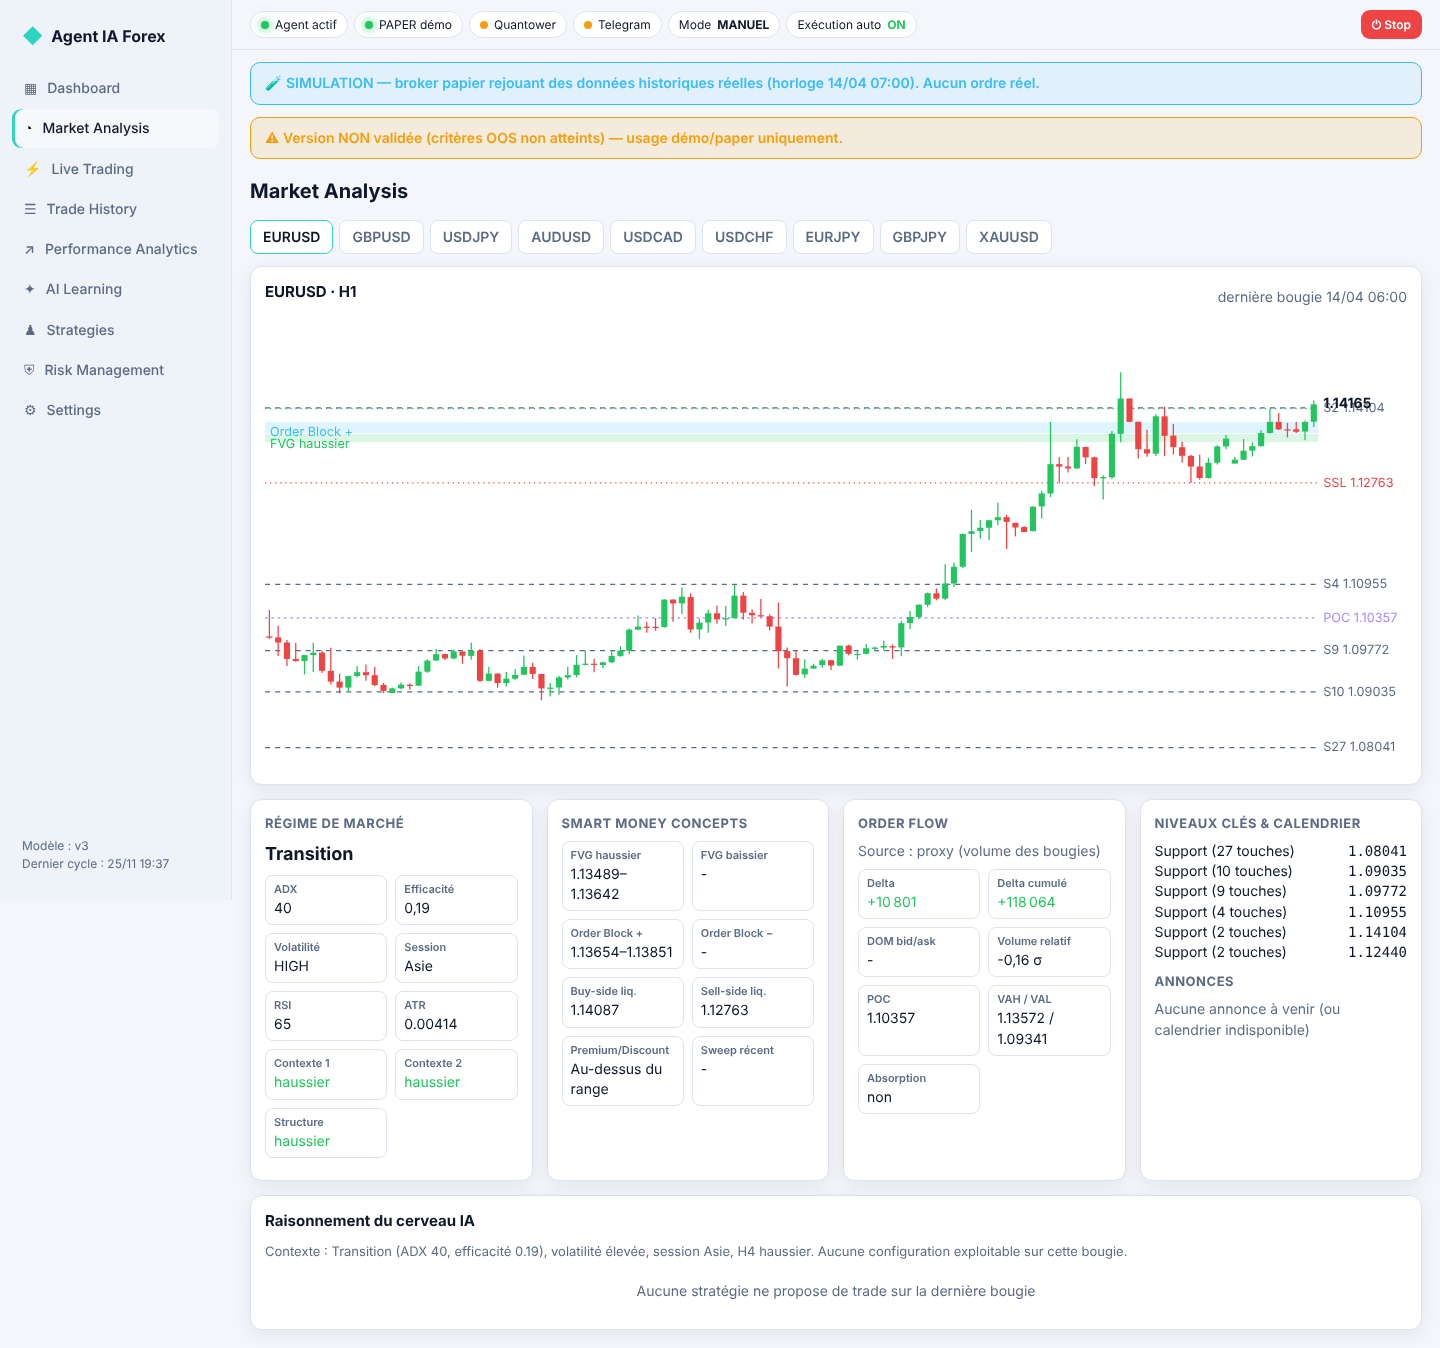 Agent IA Forex
Dashboard
Market Analysis
Live Trading
Trade History
Performance Analytics
AI Learning
Strategies
Risk Management
Settings
Modèle : v3
Dernier cycle : 25/11 19:37
Agent actif
PAPER démo
Quantower
Telegram
Mode MANUEL
Exécution auto ON
Stop
SIMULATION — broker papier rejouant des données historiques réelles (horloge 14/04 07:00). Aucun ordre réel.
Version NON validée (critères OOS non atteints) — usage démo/paper uniquement.
Market Analysis
EURUSD
GBPUSD
USDJPY
AUDUSD
USDCAD
USDCHF
EURJPY
GBPJPY
XAUUSD
EURUSD · H1
dernière bougie 14/04 06:00
1.14165
S2 1.14104
Order Block +
FVG haussier
SSL 1.12763
S4 1.10955
POC 1.10357
S9 1.09772
S10 1.09035
S27 1.08041
RÉGIME DE MARCHÉ
Transition
ADX
40
Efficacité
0,19
Volatilité
HIGH
Session
Asie
RSI
65
ATR
0.00414
Contexte 1
haussier
Contexte 2
haussier
Structure
haussier
SMART MONEY CONCEPTS
FVG haussier
1.13489–
1.13642
FVG baissier
-
Order Block +
1.13654–1.13851
Order Block –
-
Buy-side liq.
1.14087
Sell-side liq.
1.12763
Premium/Discount
Au-dessus du
range
Sweep récent
-
ORDER FLOW
Source : proxy (volume des bougies)
Delta
+10 801
Delta cumulé
+118 064
DOM bid/ask
-
Volume relatif
-0,16 σ
POC
1.10357
VAH / VAL
1.13572 /
1.09341
Absorption
non
NIVEAUX CLÉS & CALENDRIER
Support (27 touches) 1.08041
Support (10 touches) 1.09035
Support (9 touches) 1.09772
Support (4 touches) 1.10955
Support (2 touches) 1.14104
Support (2 touches) 1.12440
ANNONCES
Aucune annonce à venir (ou
calendrier indisponible)
Raisonnement du cerveau IA
Contexte : Transition (ADX 40, efficacité 0.19), volatilité élevée, session Asie, H4 haussier. Aucune configuration exploitable sur cette bougie.
Aucune stratégie ne propose de trade sur la dernière bougie